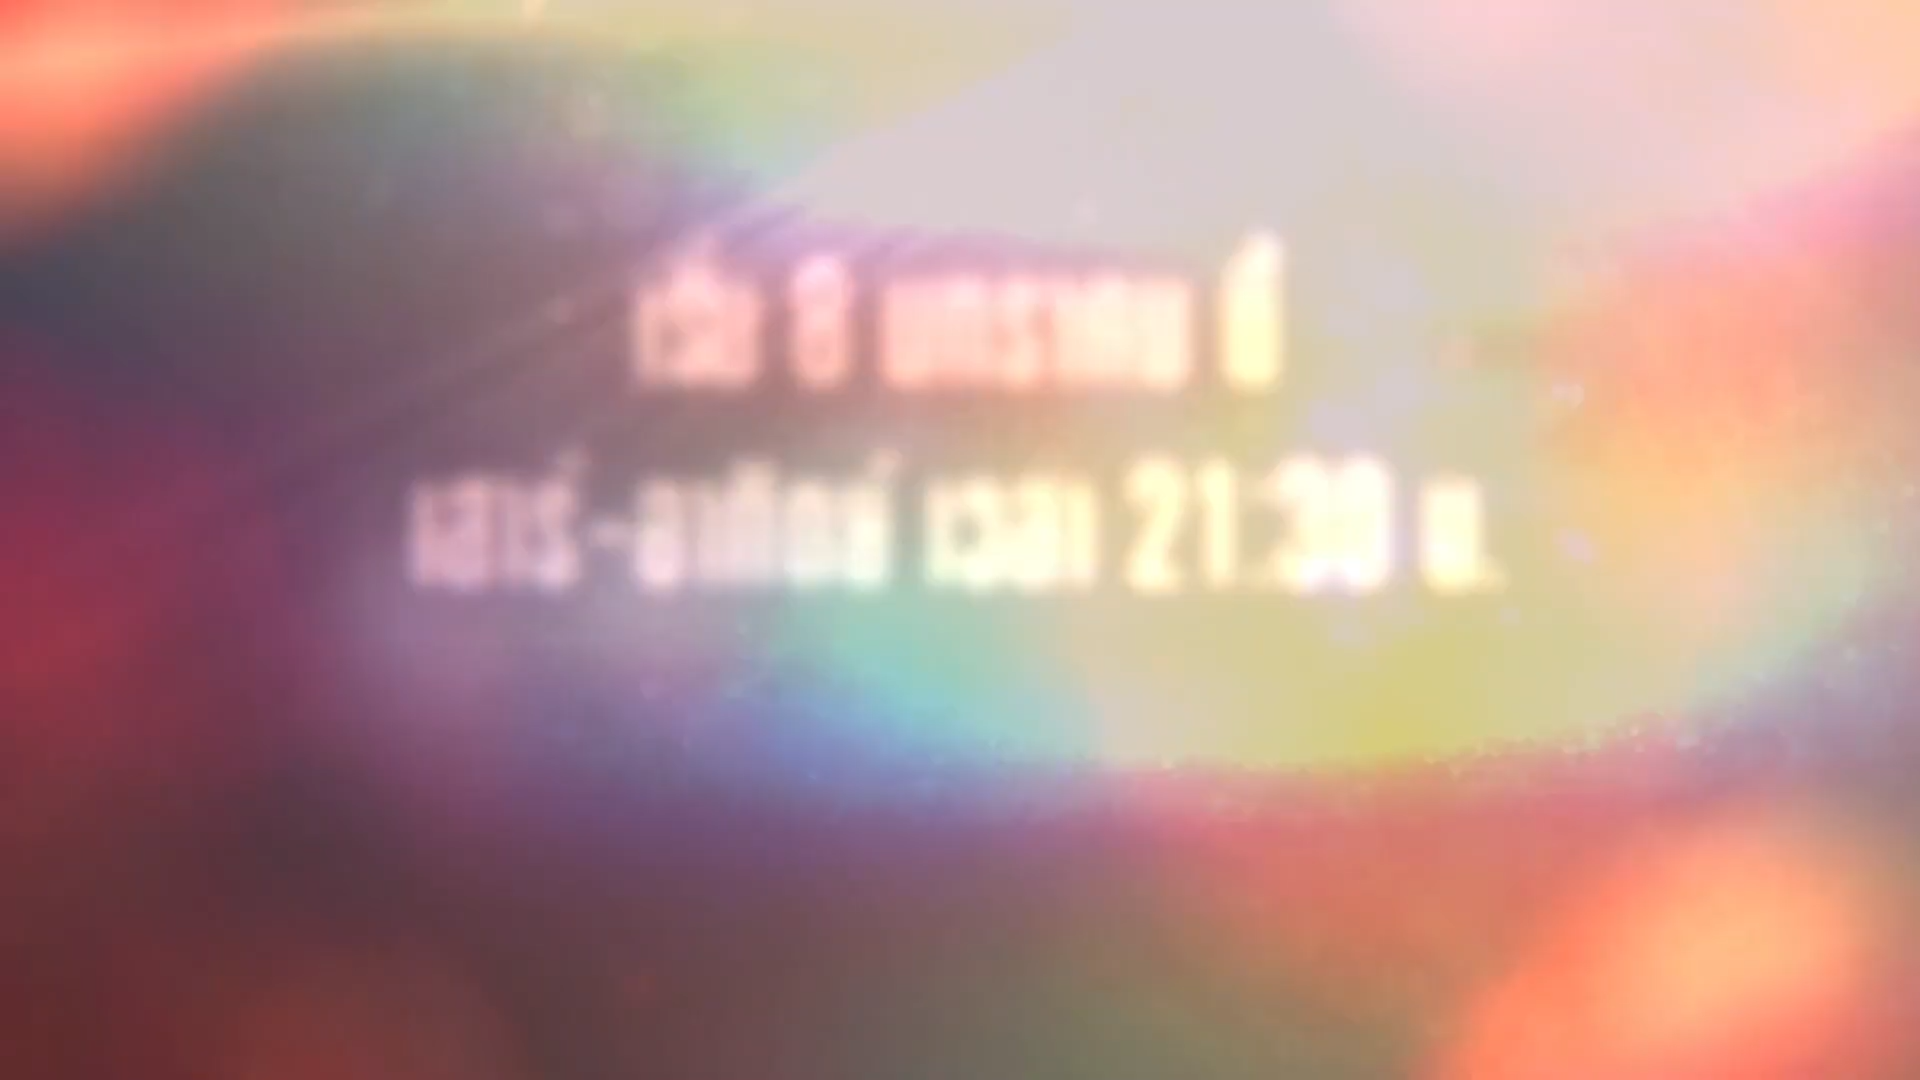 เริ่ม มกราคม นี้
เสาร์-อาทิตย์ เวลา 21.30 น.